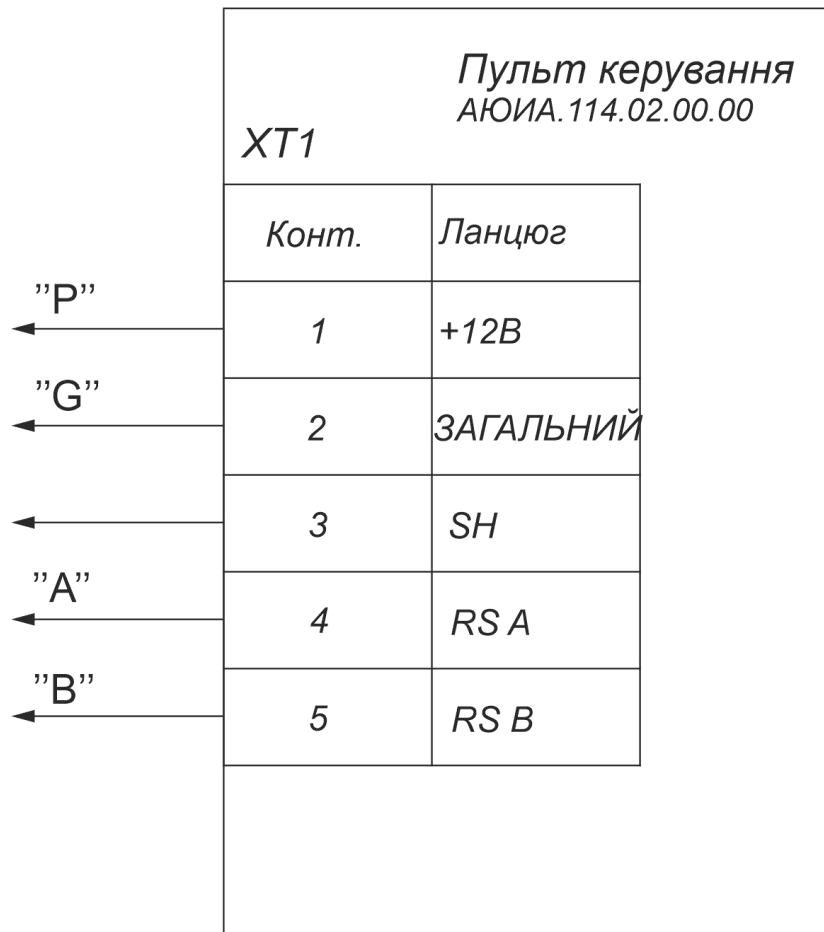 Пульт керування
АЮИА.114.02.00.00
XT1
Конт. Ланцюг
"P" 1 +12В
"G" 2 ЗАГАЛЬНИЙ
3 SH
"A" 4 RS A
"B" 5 RS B